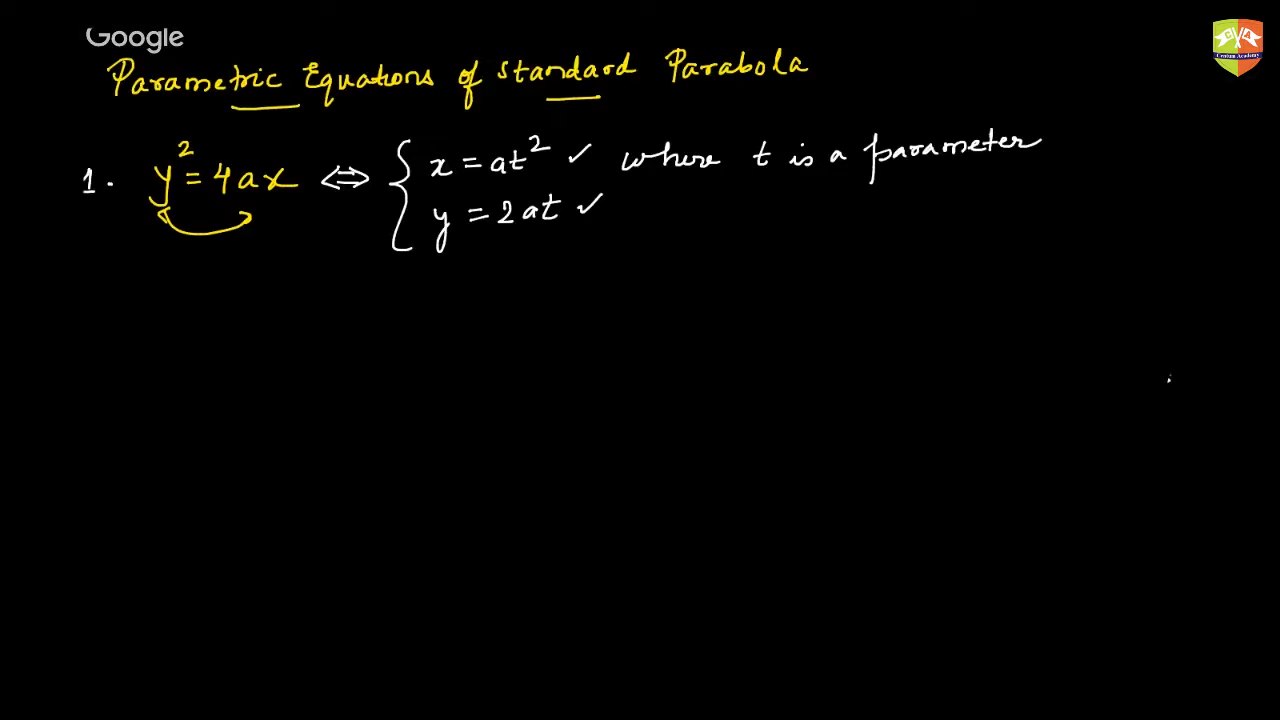 Google
Parametric Equations of Standard Parabola
1. y² = 4ax ⇔ { x = at² ✓ where t is a parameter
y = 2at ✓